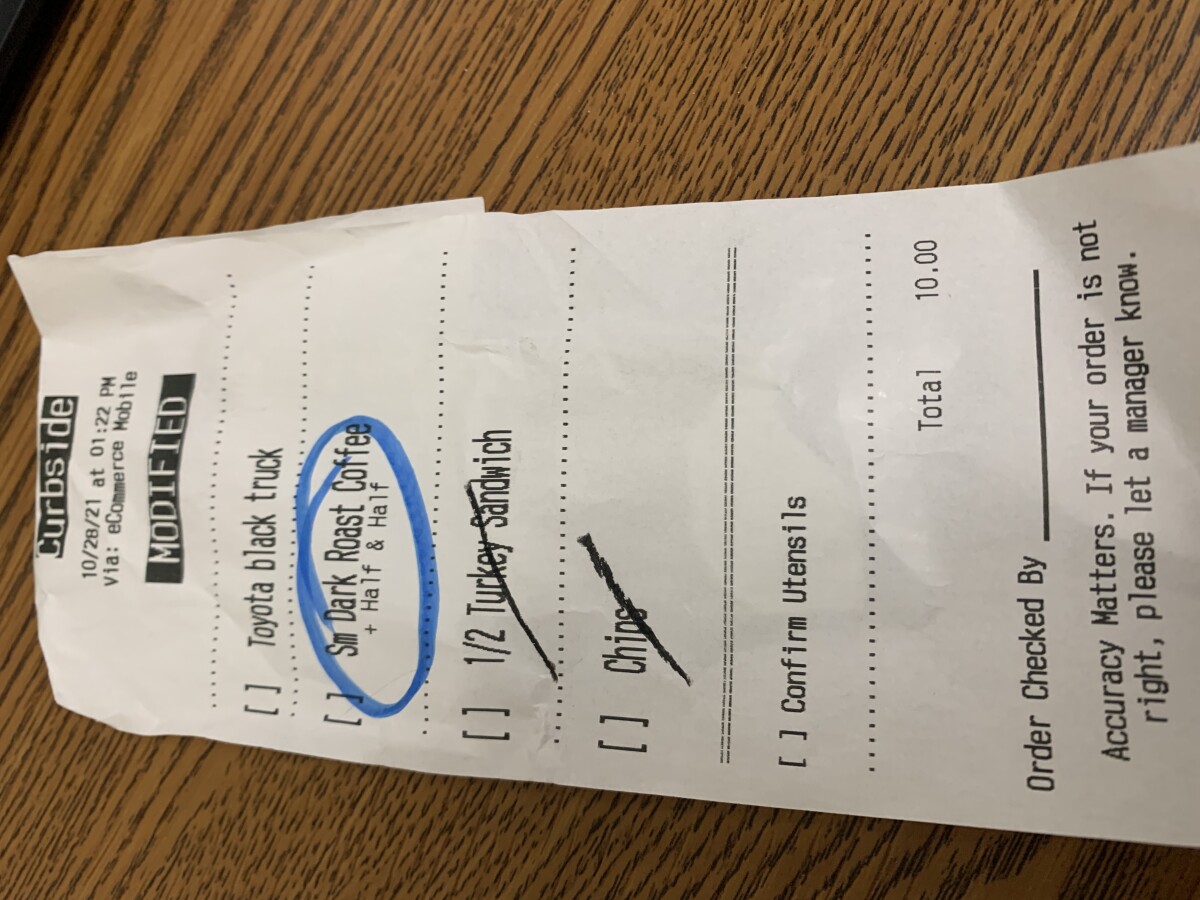 Curbside
10/28/21 at 01:22 PM
Via: eCommerce Mobile
MODIFIED
[ ] Toyota black truck
[ ] Sm Dark Roast Coffee
+ Half & Half
[ ] 1/2 Turkey Sandwich
[ ] Chips
[ ] Confirm Utensils
Total 10.00
Order Checked By
Accuracy Matters. If your order is not
right, please let a manager know.